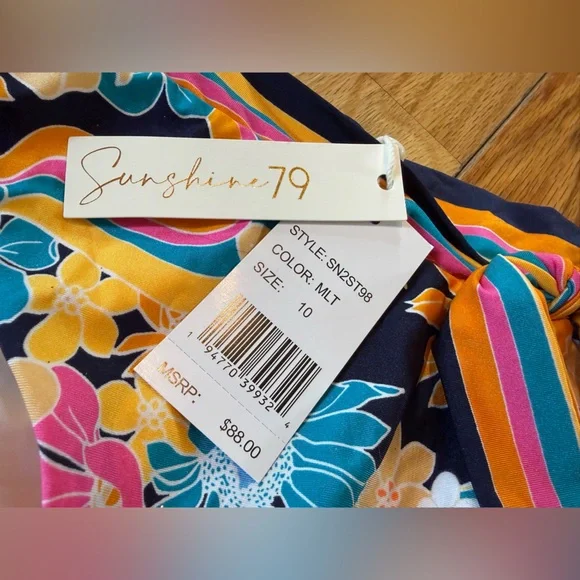 Sunshine79
STYLE: SN2ST98
COLOR: MLT
SIZE: 10
1 94770 39932 4
MSRP: $88.00